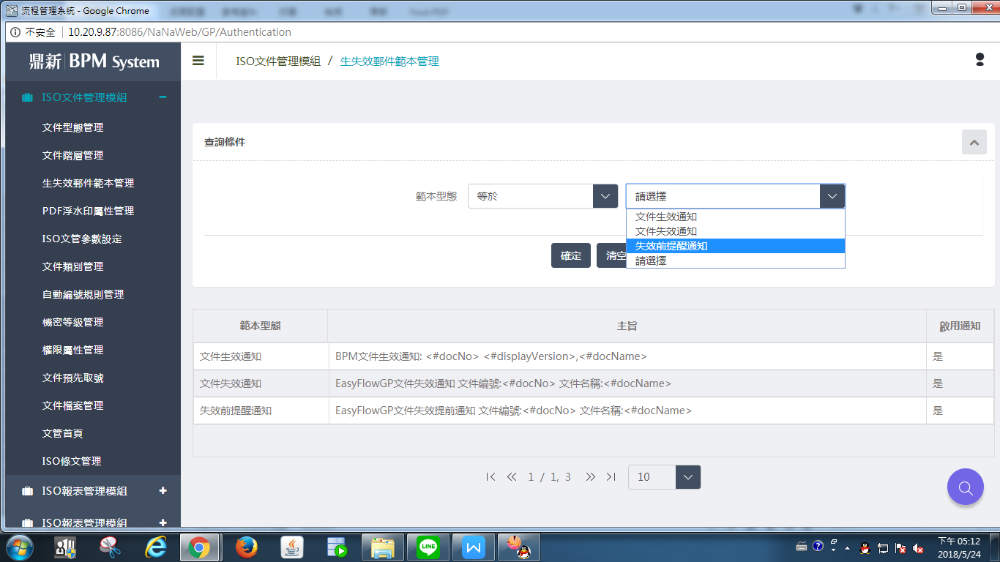 流程管理系統 - Google Chrome
不安全 | 10.20.9.87:8086/NaNaWeb/GP/Authentication
鼎新 BPM System
ISO文件管理模組 / 生失效郵件範本管理
ISO文件管理模組
文件型態管理
文件階層管理
生失效郵件範本管理
PDF浮水印屬性管理
ISO文管參數設定
文件類別管理
自動編號規則管理
機密等級管理
權限屬性管理
文件預先取號
文件檔案管理
文管首頁
ISO條文管理
ISO報表管理模組
ISO報表管理模組
查詢條件
範本型態 等於 請選擇
文件生效通知
文件失效通知
失效前提醒通知
請選擇
確定 清空
範本型態 主旨 啟用通知
文件生效通知 BPM文件生效通知: <#docNo> <#displayVersion>,<#docName> 是
文件失效通知 EasyFlowGP文件失效通知 文件編號:<#docNo> 文件名稱:<#docName> 是
失效前提醒通知 EasyFlowGP文件失效提前通知 文件編號:<#docNo> 文件名稱:<#docName> 是
1 / 1, 3 10
LINE
下午 05:12
2018/5/24